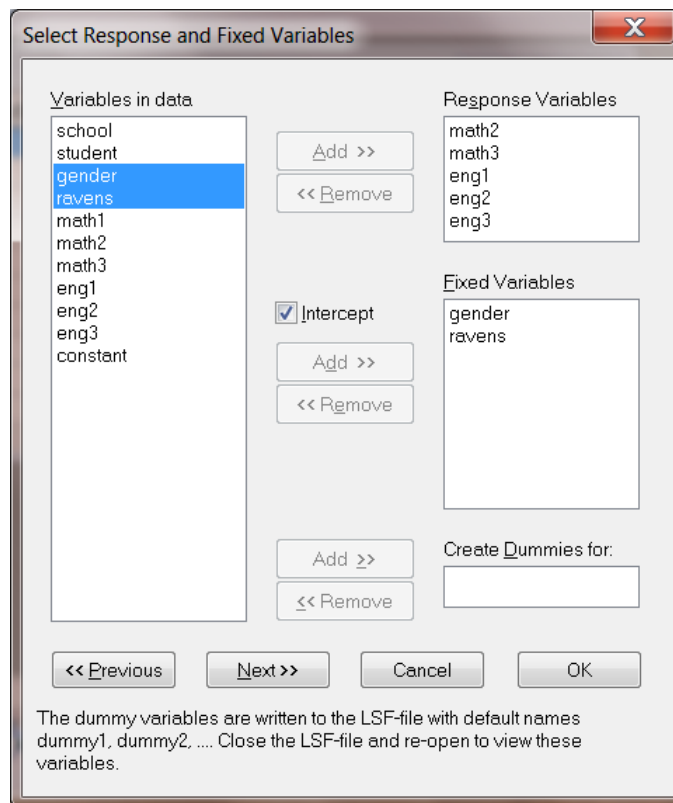 Select Response and Fixed Variables
X
Variables in data
school
student
gender
ravens
math1
math2
math3
eng1
eng2
eng3
constant
Add >>
<< Remove
Response Variables
math2
math3
eng1
eng2
eng3
Intercept
Add >>
<< Remove
Fixed Variables
gender
ravens
Add >>
<< Remove
Create Dummies for:
<< Previous
Next >>
Cancel
OK
The dummy variables are written to the LSF-file with default names
dummy1, dummy2, .... Close the LSF-file and re-open to view these
variables.